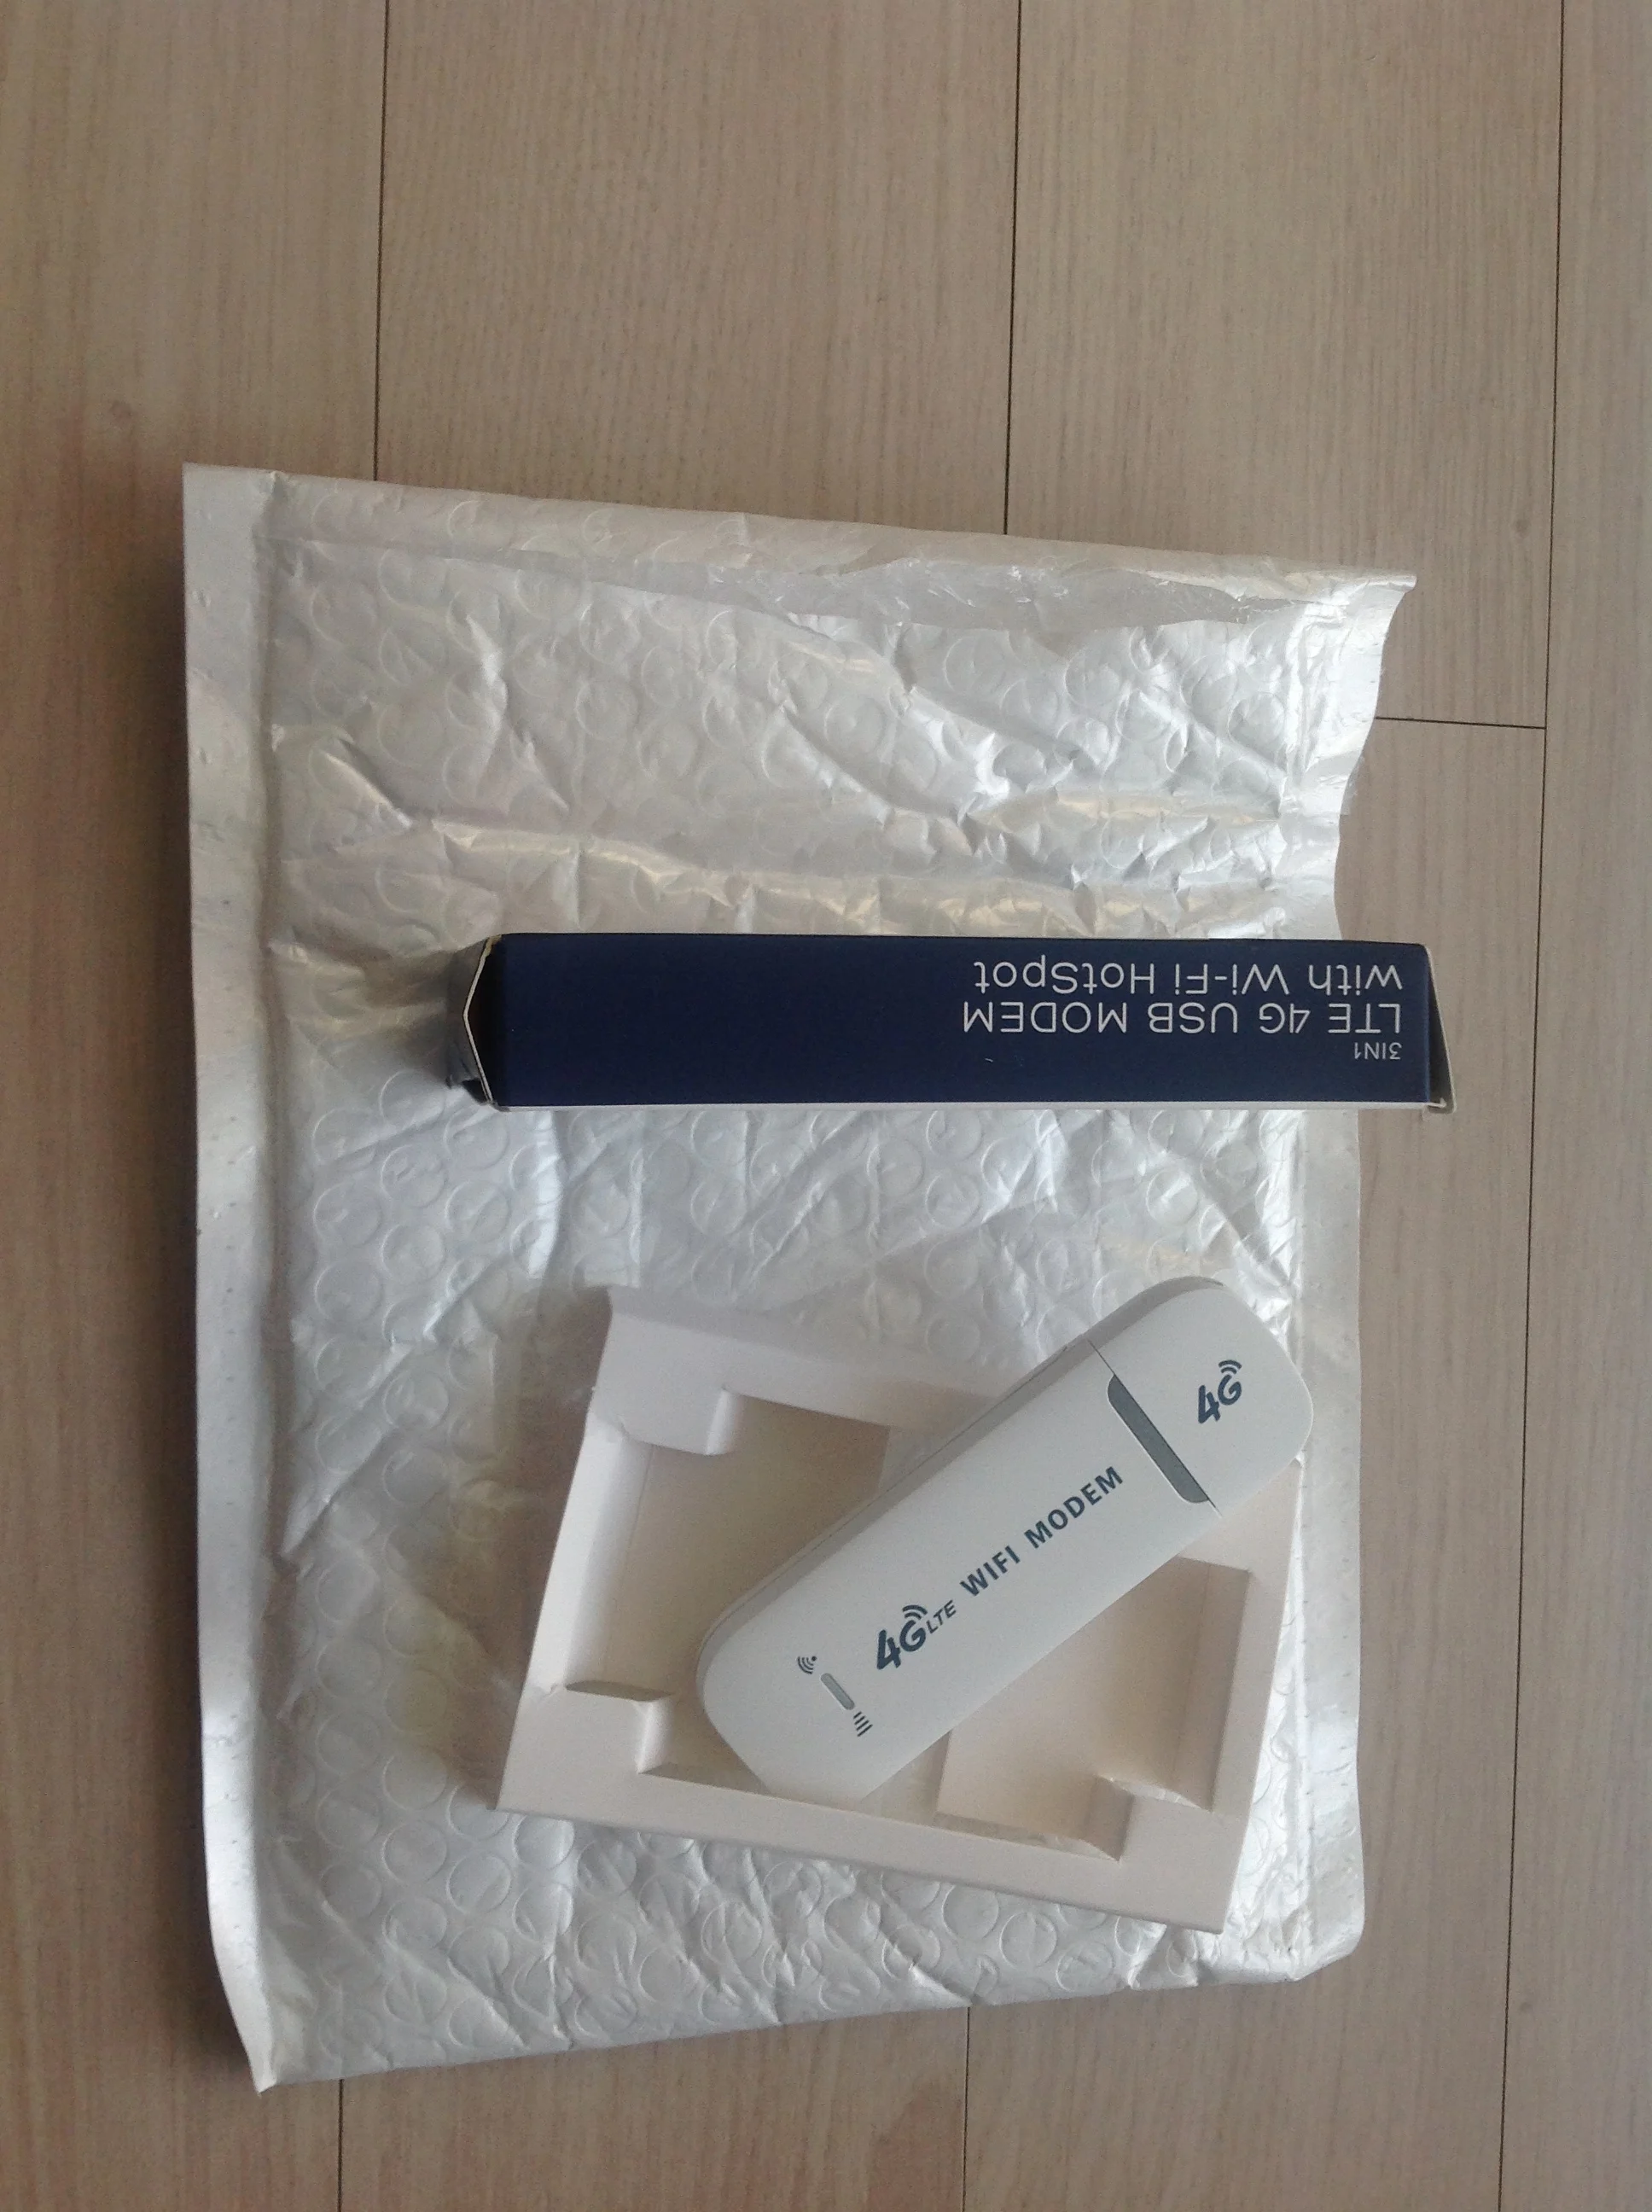 3IN1
LTE 4G USB MODEM
with Wi-Fi HotSpot
4G LTE WIFI MODEM
4G